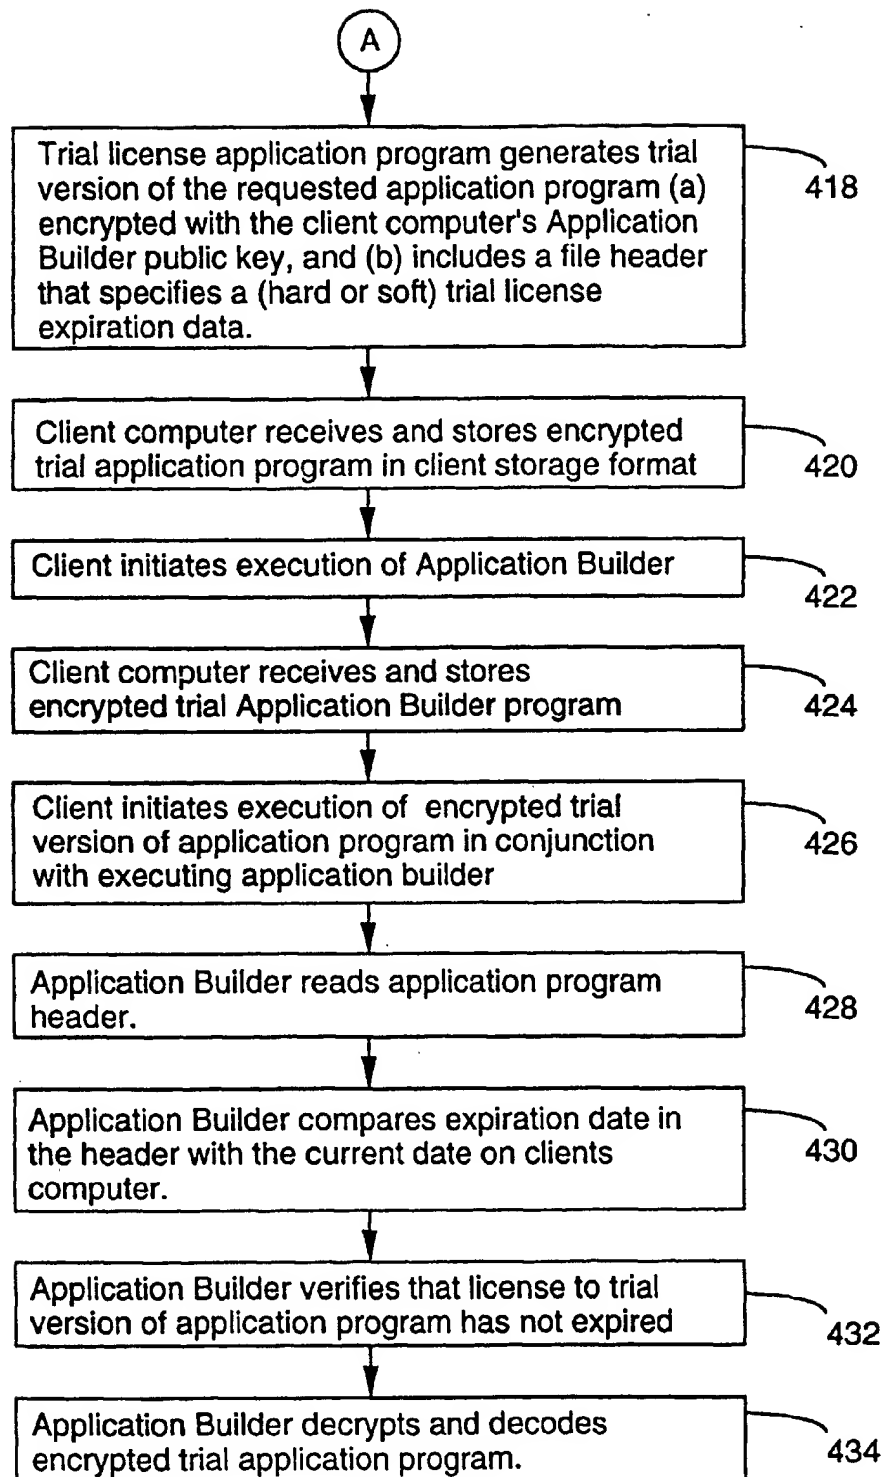 A
Trial license application program generates trial
version of the requested application program (a)
encrypted with the client computer's Application
Builder public key, and (b) includes a file header
that specifies a (hard or soft) trial license
expiration data.
418
Client computer receives and stores encrypted
trial application program in client storage format
420
Client initiates execution of Application Builder
422
Client computer receives and stores
encrypted trial Application Builder program
424
Client initiates execution of encrypted trial
version of application program in conjunction
with executing application builder
426
Application Builder reads application program
header.
428
Application Builder compares expiration date in
the header with the current date on clients
computer.
430
Application Builder verifies that license to trial
version of application program has not expired
432
Application Builder decrypts and decodes
encrypted trial application program.
434